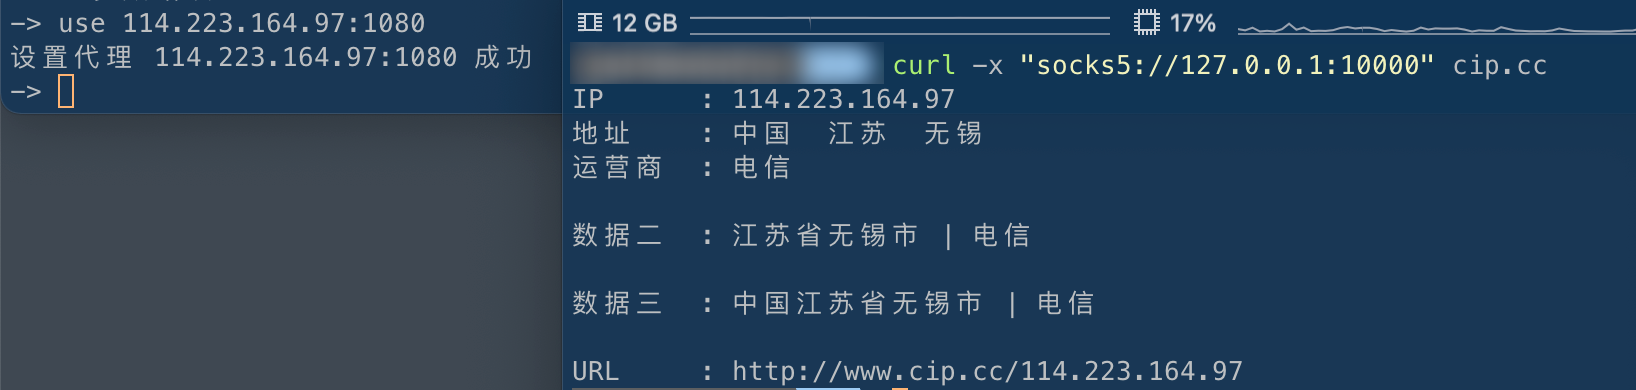 -> use 114.223.164.97:1080
设置代理 114.223.164.97:1080 成功
->
12 GB 17%
curl -x "socks5://127.0.0.1:10000" cip.cc
IP : 114.223.164.97
地址 : 中国 江苏 无锡
运营商 : 电信
数据二 : 江苏省无锡市 | 电信
数据三 : 中国江苏省无锡市 | 电信
URL : http://www.cip.cc/114.223.164.97